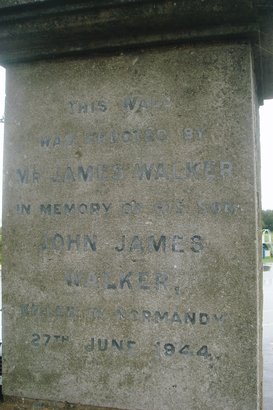 THIS WALL
WAS ERECTED BY
MR JAMES WALKER
IN MEMORY OF HIS SON
JOHN JAMES
WALKER,
KILLED IN NORMANDY
27TH JUNE 1944.